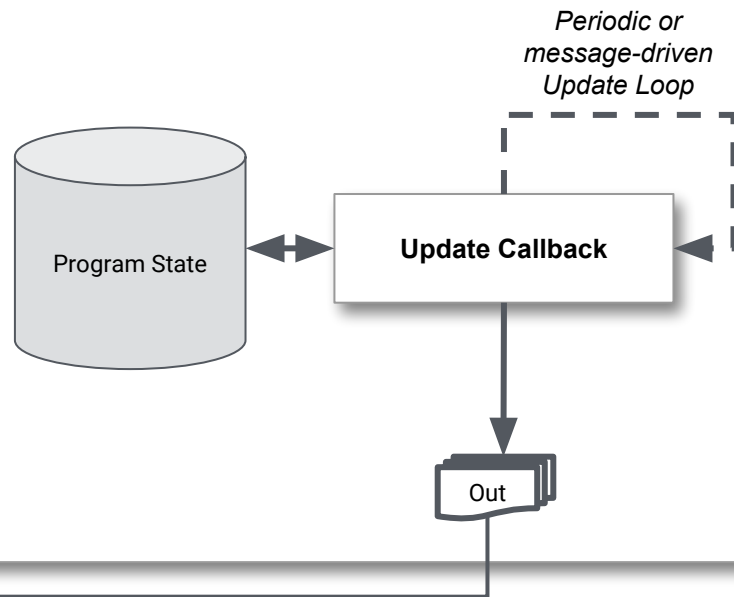 Periodic or
message-driven
Update Loop
Program State
Update Callback
Out